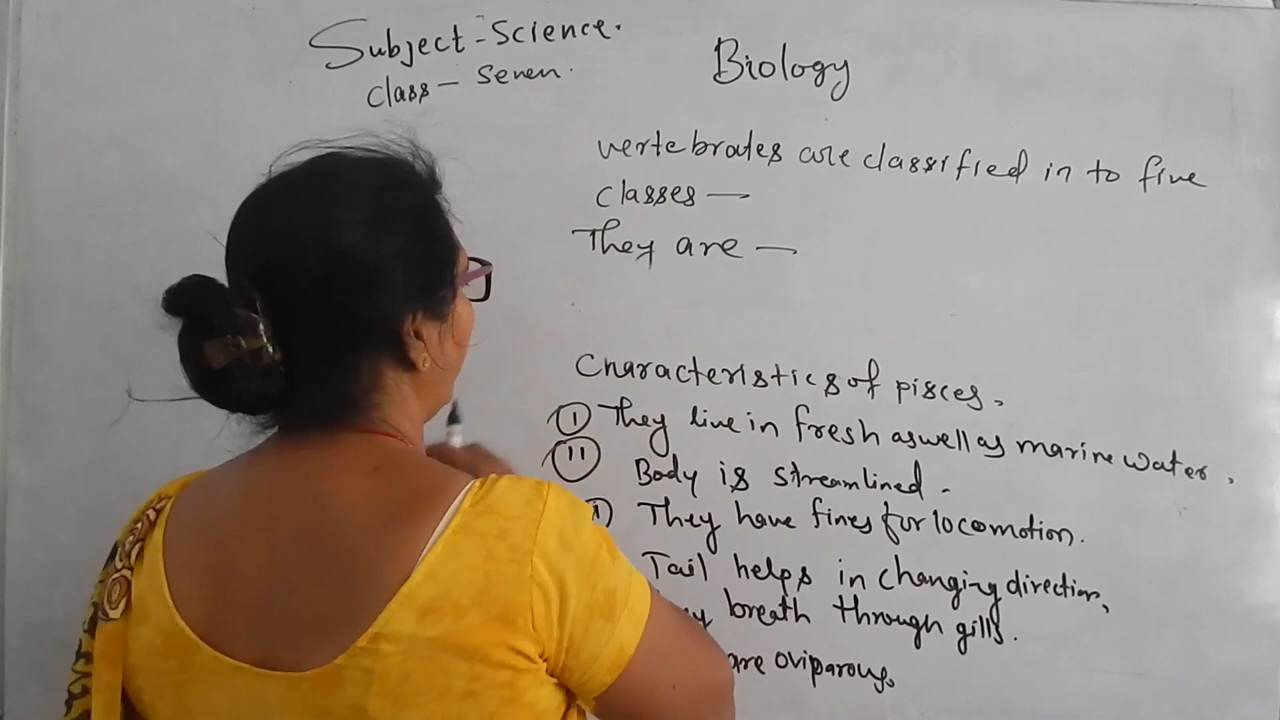 Subject - Science.
class - Seven.
Biology
vertebrates are classified in to five
classes —
They are —
Characteristics of pisces.
(i) They live in fresh aswell as marine water.
(ii) Body is streamlined.
They have fines for locomotion.
Tail helps in changing direction,
breath through gills.
are oviparous.